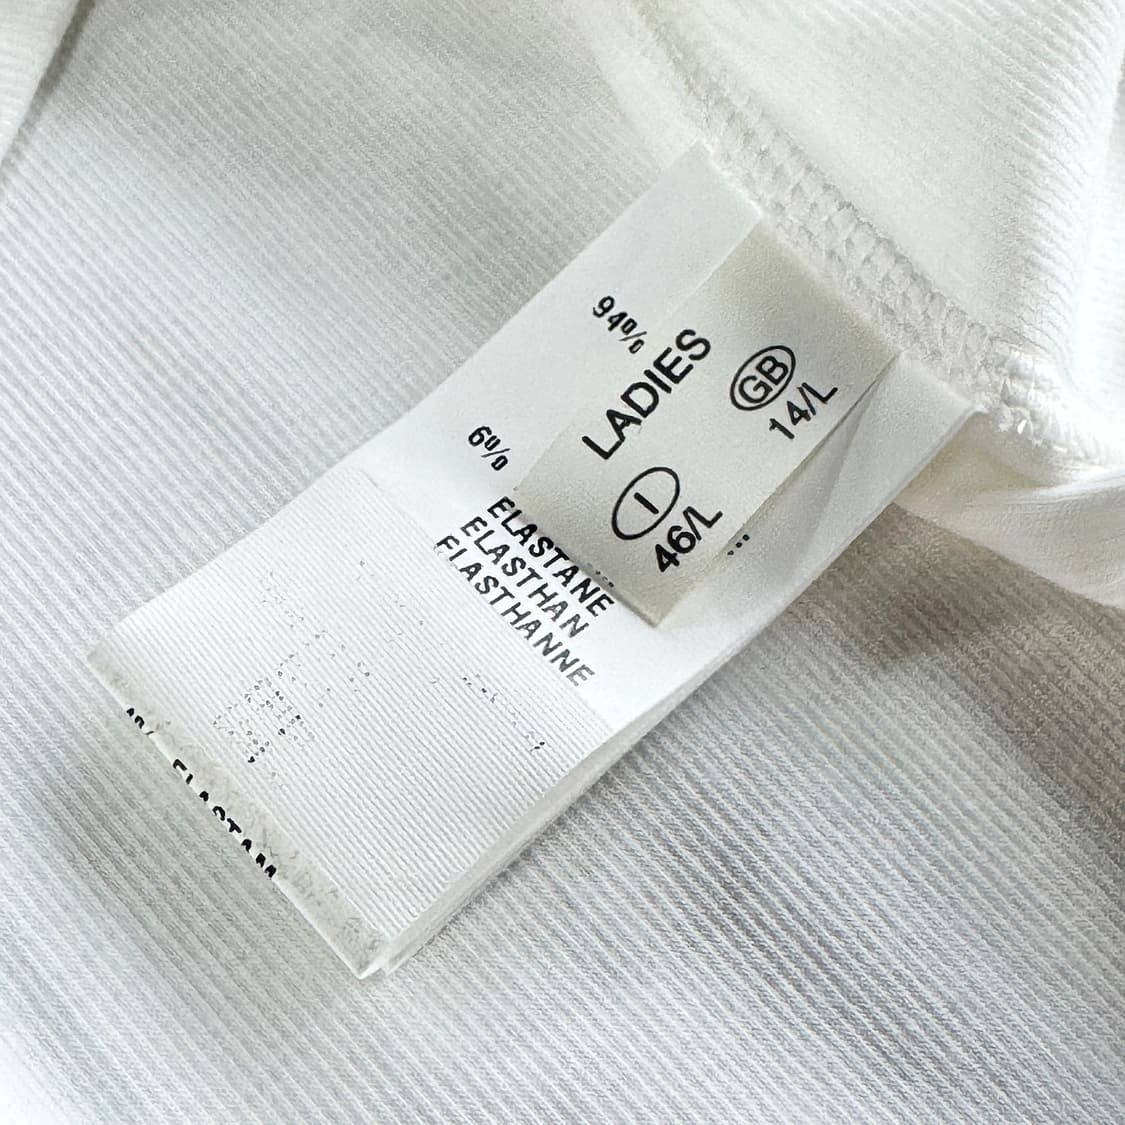 LADIES
GB
14/L
I
46/L
94%
6%
ELASTANE
ELASTHAN
ELASTHANNE